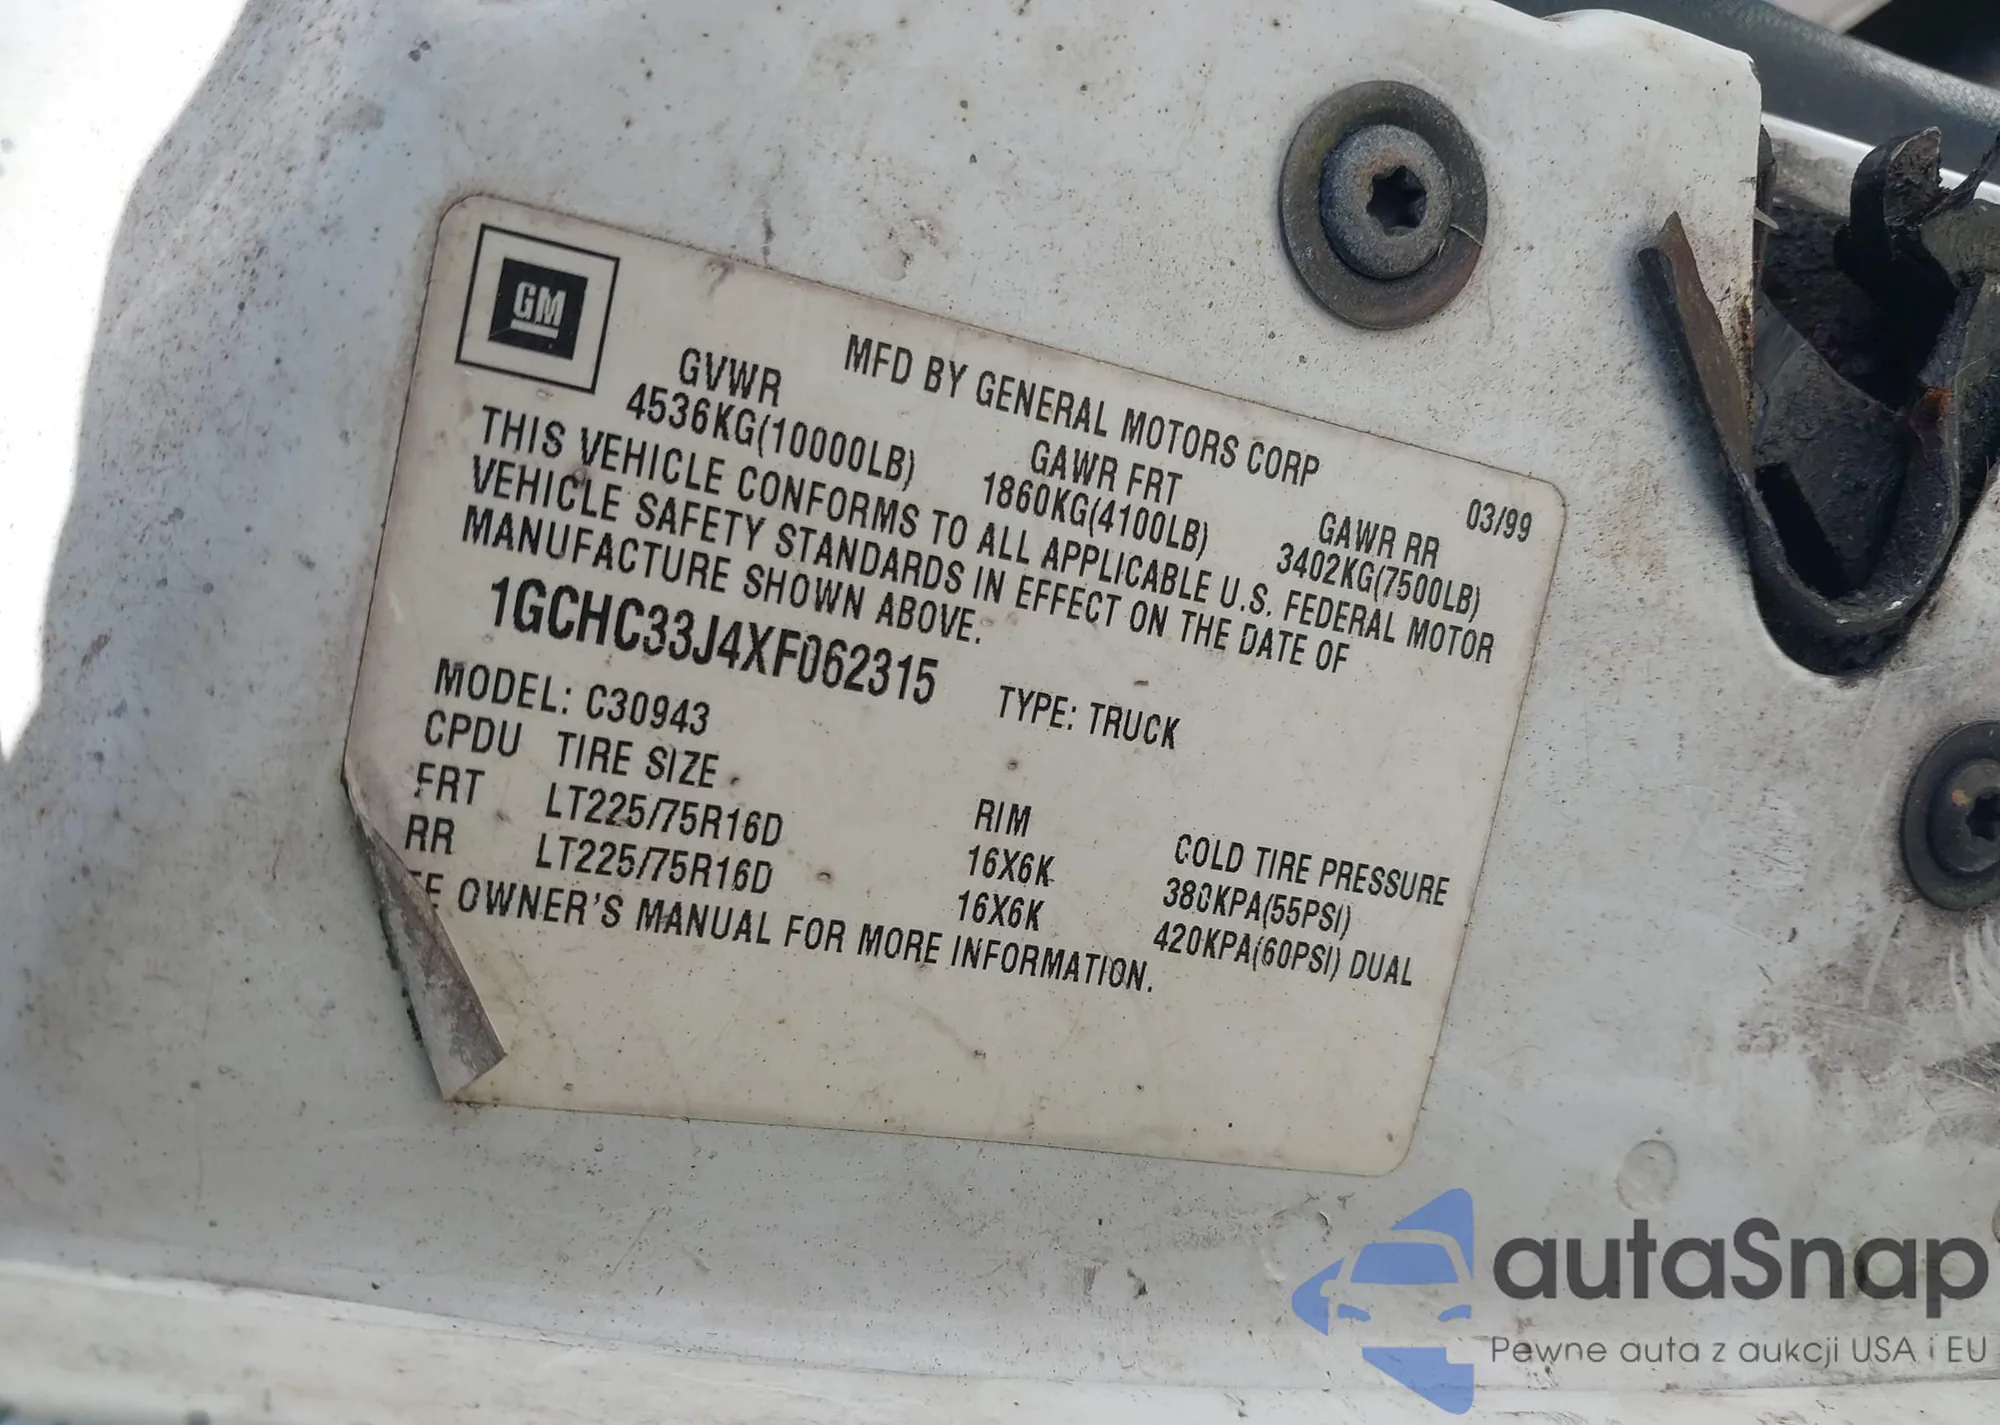 GM
MFD BY GENERAL MOTORS CORP 03/99
GVWR GAWR FRT GAWR RR
4536KG(10000LB) 1860KG(4100LB) 3402KG(7500LB)
THIS VEHICLE CONFORMS TO ALL APPLICABLE U.S. FEDERAL MOTOR
VEHICLE SAFETY STANDARDS IN EFFECT ON THE DATE OF
MANUFACTURE SHOWN ABOVE.
1GCHC33J4XF062315 TYPE: TRUCK
MODEL: C30943
CPDU TIRE SIZE RIM COLD TIRE PRESSURE
FRT LT225/75R16D 16X6K 380KPA(55PSI)
RR LT225/75R16D 16X6K 420KPA(60PSI) DUAL
EE OWNER'S MANUAL FOR MORE INFORMATION.
autaSnap
Pewne auta z aukcji USA i EU